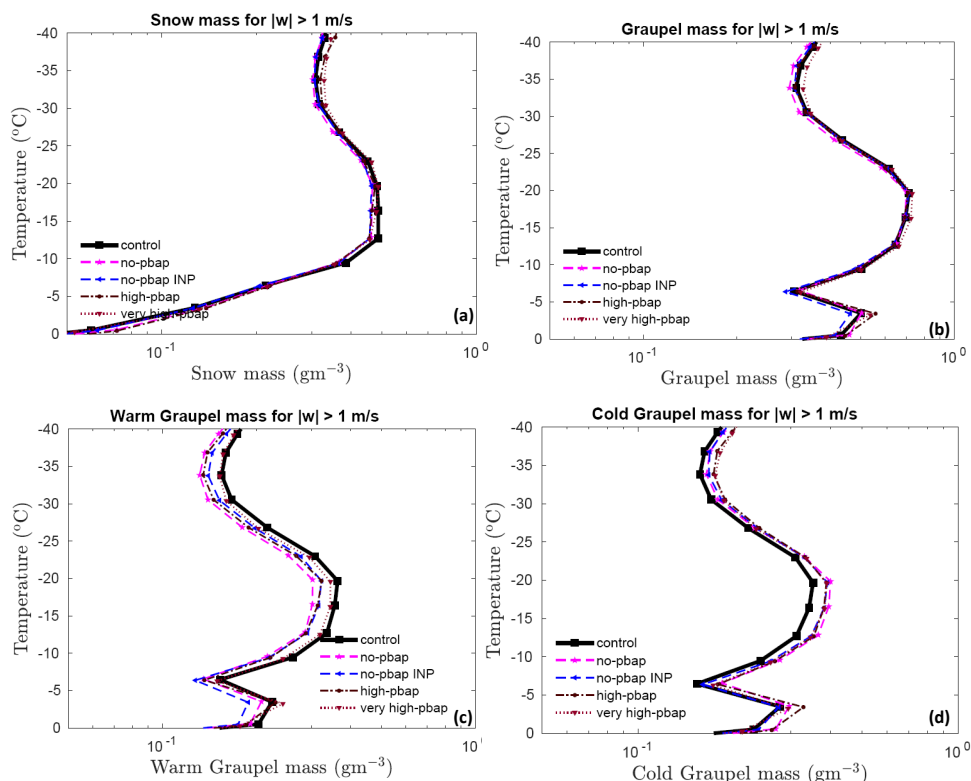 Snow mass for |w| > 1 m/s
-40
-30
-20
-10
-5
0
Temperature (°C)
control
no-pbap
no-pbap INP
high-pbap
very high-pbap
(a)
10⁻¹
10⁰
Snow mass (gm⁻³)
Graupel mass for |w| > 1 m/s
-40
-35
-30
-25
-20
-15
-10
-5
0
Temperature (°C)
control
no-pbap
no-pbap INP
high-pbap
very high-pbap
(b)
10⁻¹
10⁰
Graupel mass (gm⁻³)
Warm Graupel mass for |w| > 1 m/s
-40
-35
-30
-25
-20
-15
-10
-5
0
Temperature (°C)
control
no-pbap
no-pbap INP
high-pbap
very high-pbap
(c)
10⁻¹
Warm Graupel mass (gm⁻³)
Cold Graupel mass for |w| > 1 m/s
-40
-35
-30
-25
-20
-15
-10
-5
0
Temperature (°C)
control
no-pbap
no-pbap INP
high-pbap
very high-pbap
(d)
10⁻¹
10⁰
Cold Graupel mass (gm⁻³)